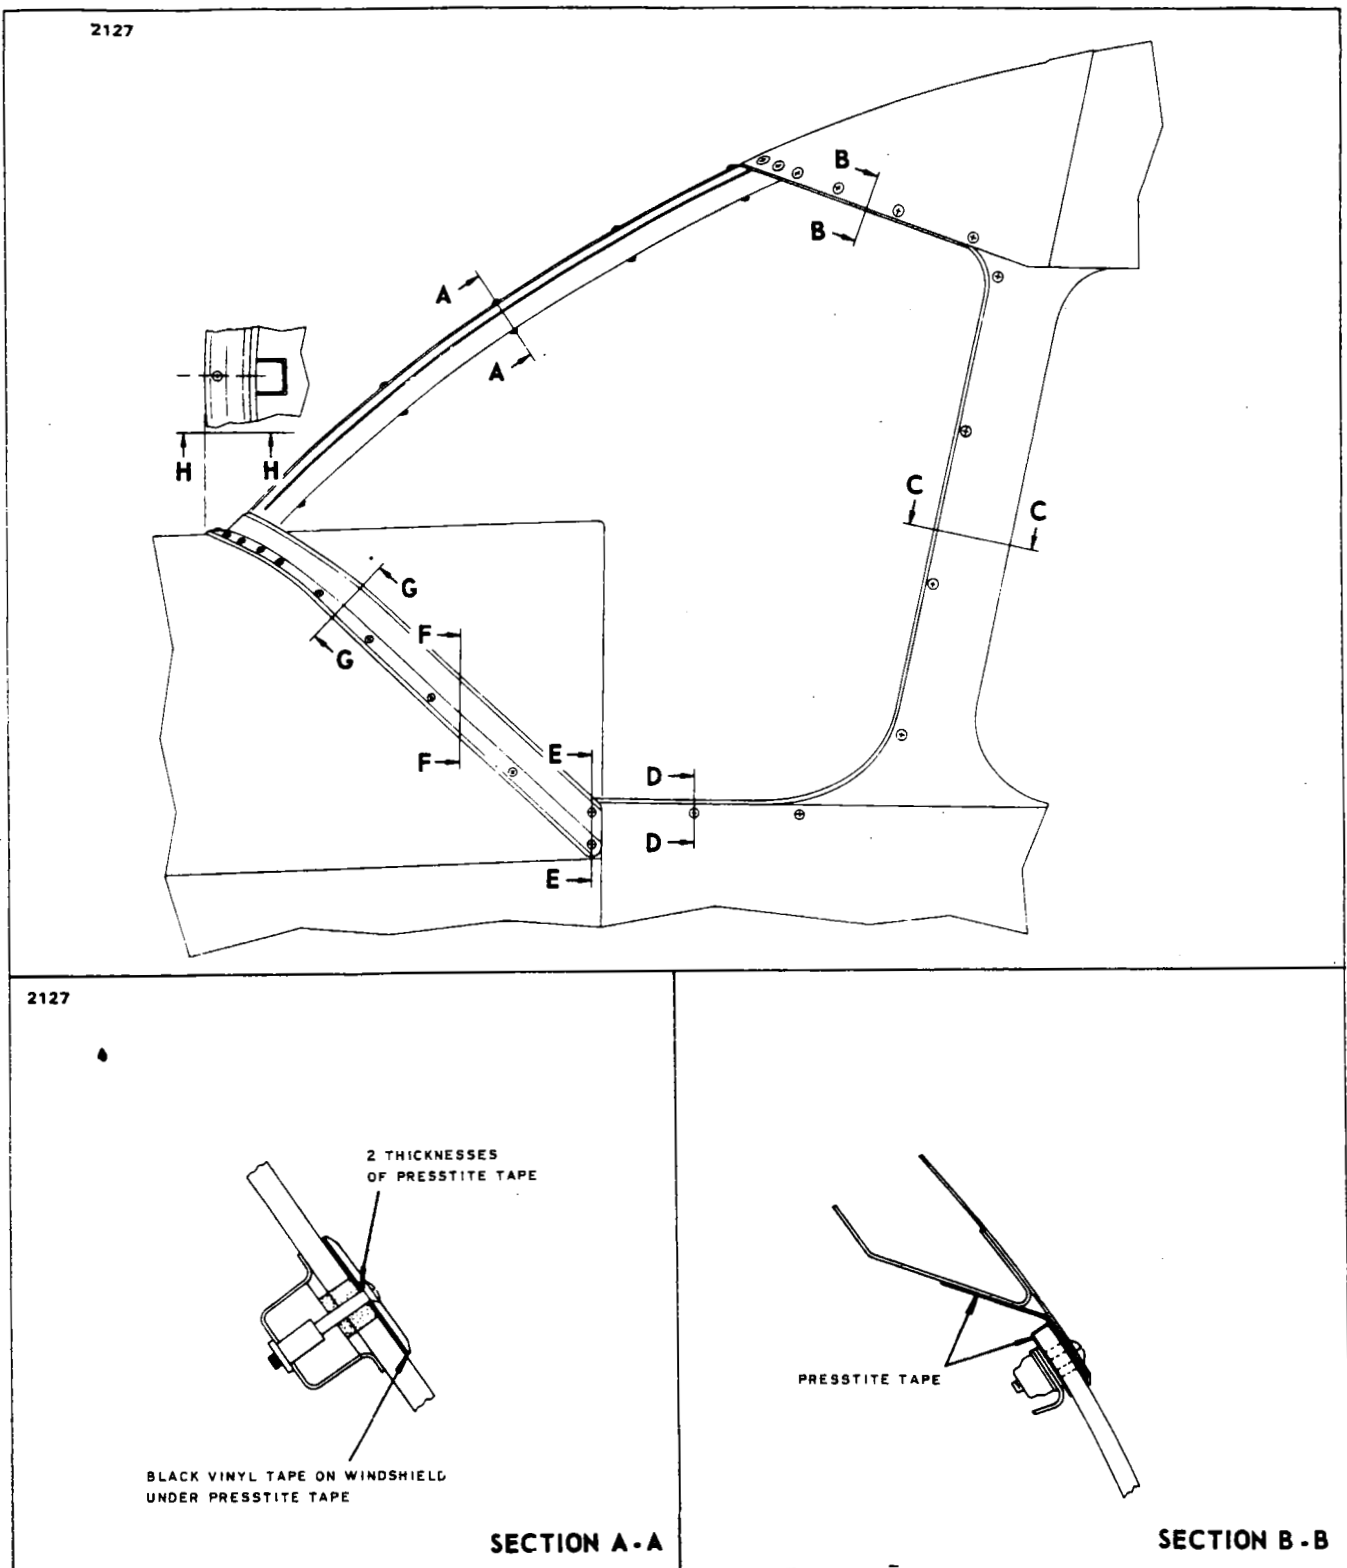 2127
B
B
A
A
H
H
C
C
G
G
F
F
E
E
D
D
2127
2 THICKNESSES
OF PRESSTITE TAPE
BLACK VINYL TAPE ON WINDSHIELD
UNDER PRESSTITE TAPE
SECTION A-A
PRESSTITE TAPE
SECTION B-B